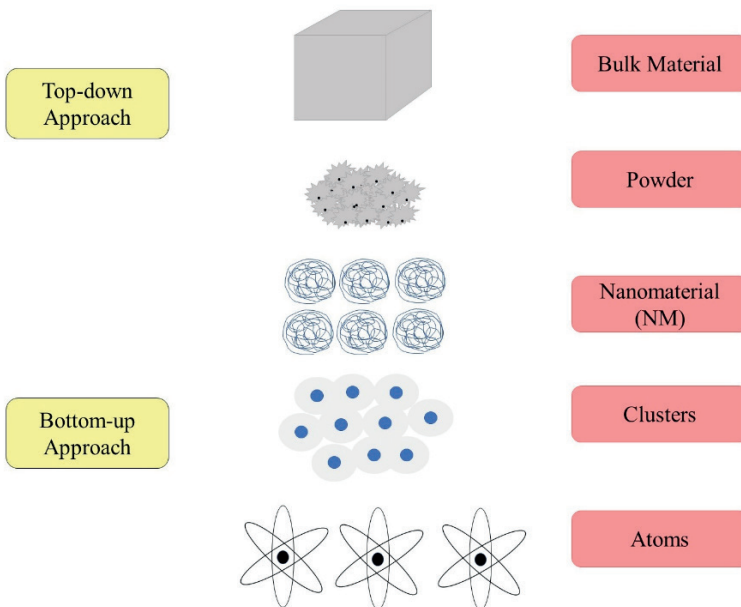 Bulk Material
Top-down
Approach
Powder
Nanomaterial
(NM)
Clusters
Bottom-up
Approach
Atoms